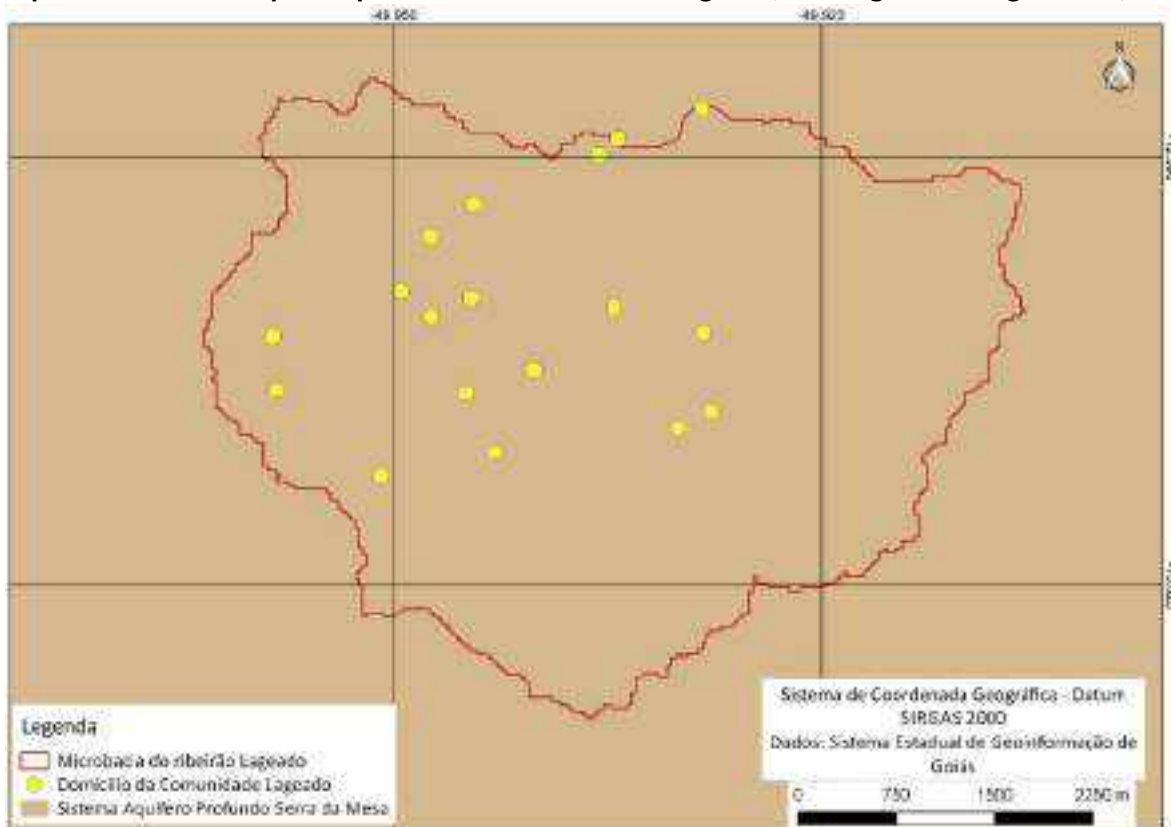 -49.950 -49.920
N
Legenda
Microbacia do ribeirão Lageado
Domicílio da Comunidade Lageado
Sistema Aquífero Profundo Serra da Mesa
Sistema de Coordenada Geográfica - Datum
SIRGAS 2000
Dados: Sistema Estadual de Geoinformação de
Goiás
0 750 1500 2250 m